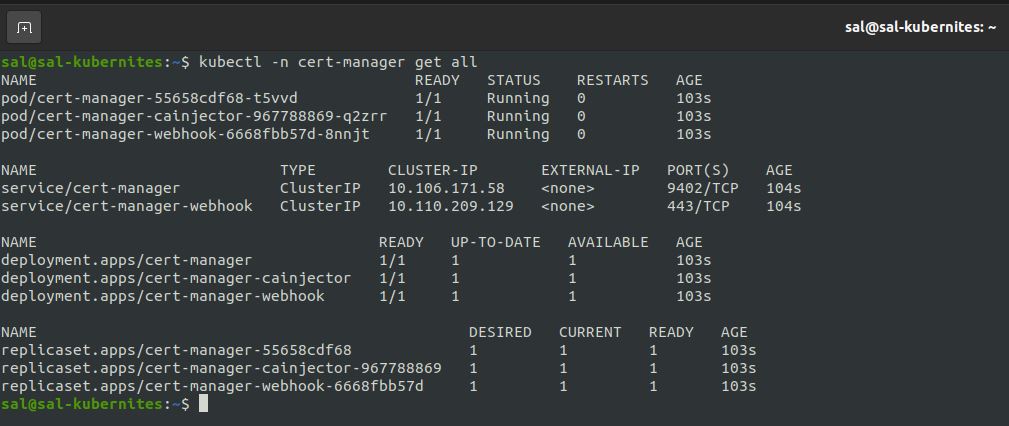 sal@sal-kubernites: ~
sal@sal-kubernites:~$ kubectl -n cert-manager get all
NAME                                          READY   STATUS    RESTARTS   AGE
pod/cert-manager-55658cdf68-t5vvd             1/1     Running   0          103s
pod/cert-manager-cainjector-967788869-q2zrr   1/1     Running   0          103s
pod/cert-manager-webhook-6668fbb57d-8nnjt     1/1     Running   0          103s
NAME                           TYPE        CLUSTER-IP       EXTERNAL-IP   PORT(S)    AGE
service/cert-manager           ClusterIP   10.106.171.58    <none>        9402/TCP   104s
service/cert-manager-webhook   ClusterIP   10.110.209.129   <none>        443/TCP    104s
NAME                                      READY   UP-TO-DATE   AVAILABLE   AGE
deployment.apps/cert-manager              1/1     1            1           103s
deployment.apps/cert-manager-cainjector   1/1     1            1           103s
deployment.apps/cert-manager-webhook      1/1     1            1           103s
NAME                                                DESIRED   CURRENT   READY   AGE
replicaset.apps/cert-manager-55658cdf68             1         1         1       103s
replicaset.apps/cert-manager-cainjector-967788869   1         1         1       103s
replicaset.apps/cert-manager-webhook-6668fbb57d     1         1         1       103s
sal@sal-kubernites:~$